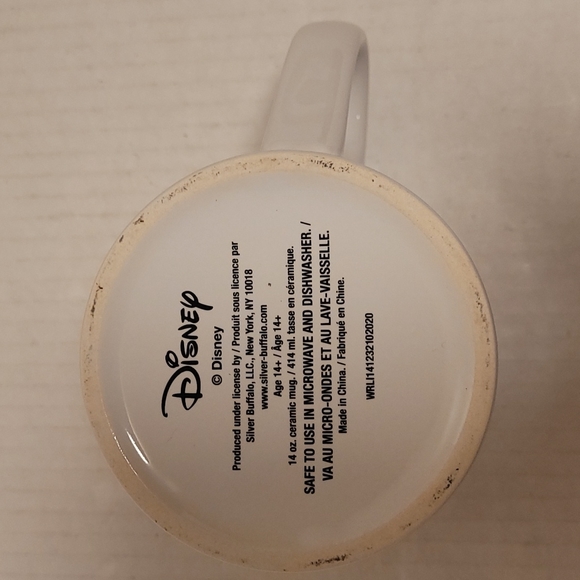 Disney
© Disney
Produced under license by / Produit sous licence par
Silver Buffalo, LLC., New York, NY 10018
www.silver-buffalo.com
Age 14+ / Âge 14+
14 oz. ceramic mug. / 414 ml. tasse en céramique.
SAFE TO USE IN MICROWAVE AND DISHWASHER. /
VA AU MICRO-ONDES ET AU LAVE-VAISSELLE.
Made in China. / Fabriqué en Chine.
WRLI141232102020